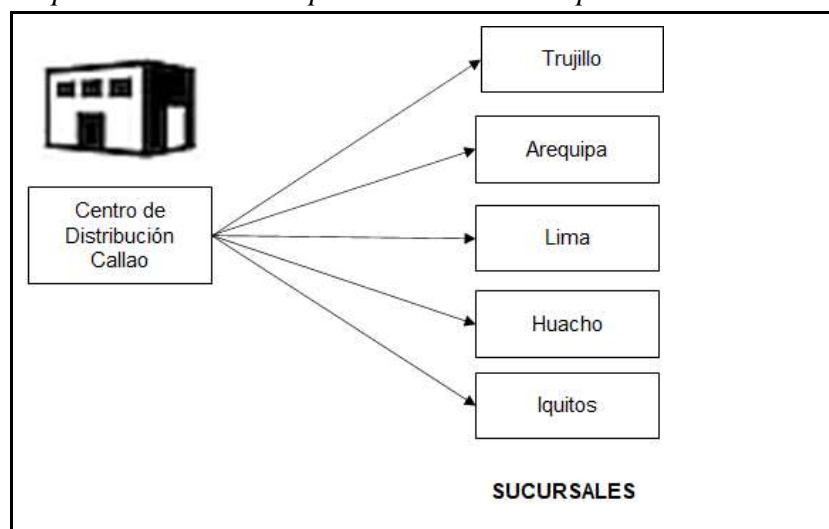 Trujillo
Arequipa
Centro de
Distribución
Callao
Lima
Huacho
Iquitos
SUCURSALES